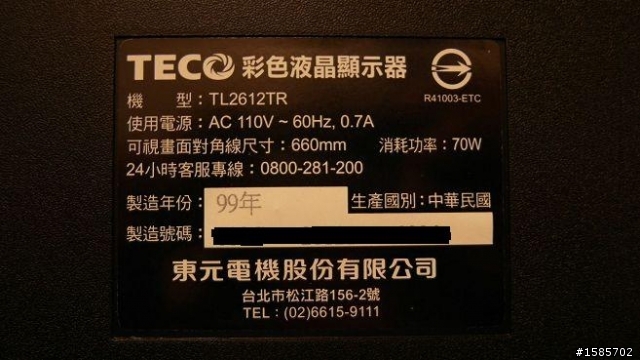 TECO 彩色液晶顯示器
R41003-ETC
機 型：TL2612TR
使用電源：AC 110V ~ 60Hz, 0.7A
可視畫面對角線尺寸：660mm 消耗功率：70W
24小時客服專線：0800-281-200
製造年份：99年 生產國別：中華民國
製造號碼：
東元電機股份有限公司
台北市松江路156-2號
TEL：(02)6615-9111
#1585702